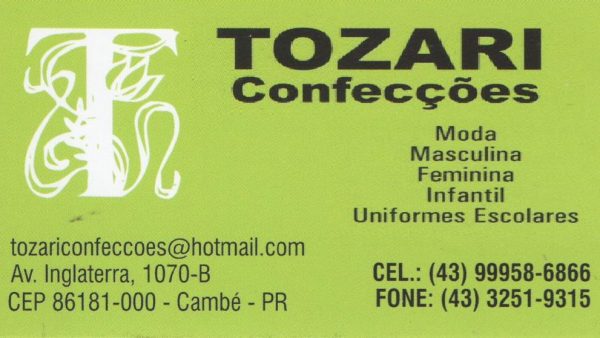 T
TOZARI
Confecções
Moda
Masculina
Feminina
Infantil
Uniformes Escolares
tozariconfeccoes@hotmail.com
Av. Inglaterra, 1070-B
CEP 86181-000 - Cambé - PR
CEL.: (43) 99958-6866
FONE: (43) 3251-9315